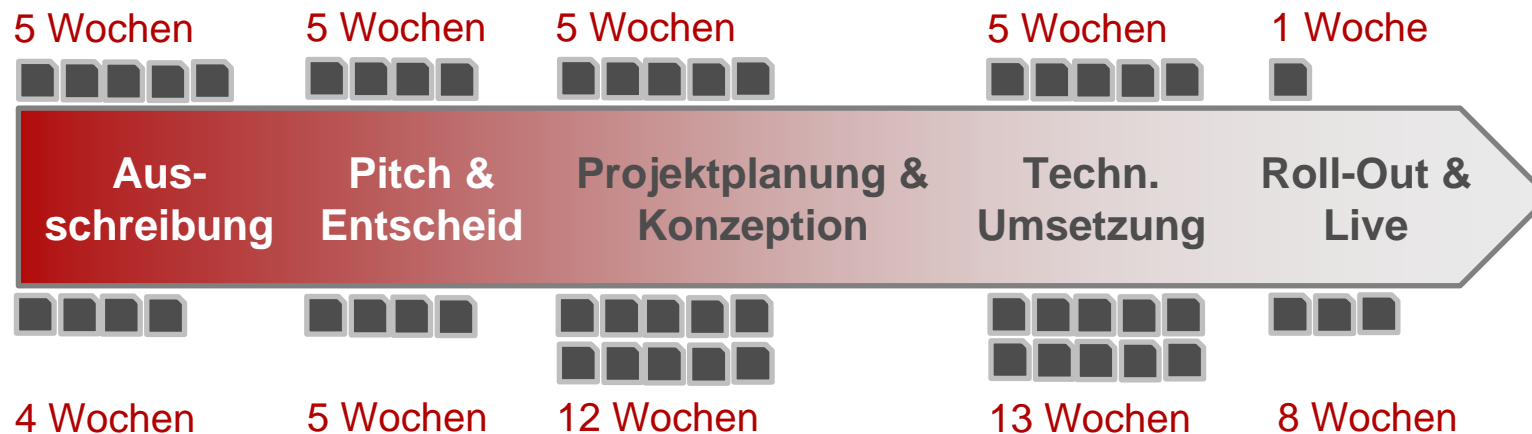 5 Wochen
5 Wochen
5 Wochen
5 Wochen
1 Woche
Aus-
schreibung
Pitch &
Entscheid
Projektplanung &
Konzeption
Techn.
Umsetzung
Roll-Out &
Live
4 Wochen
5 Wochen
12 Wochen
13 Wochen
8 Wochen